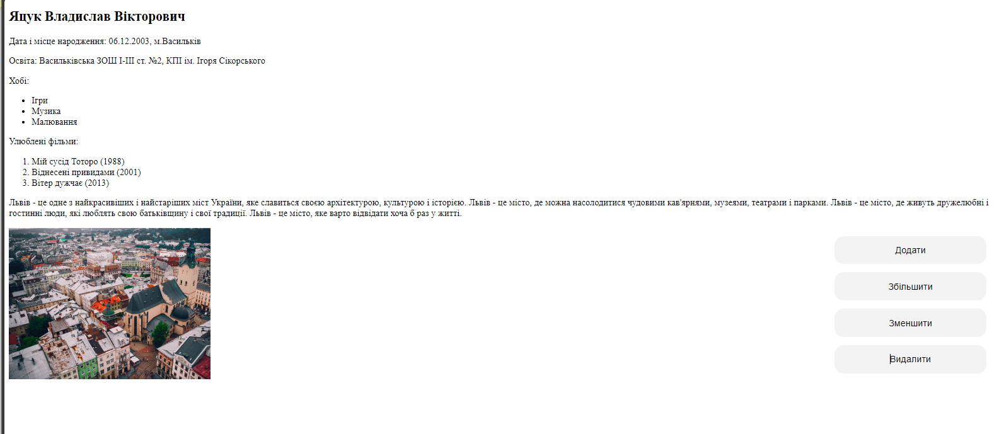 Яцук Владислав Вікторович
Дата і місце народження: 06.12.2003, м.Васильків
Освіта: Васильківська ЗОШ І-ІІІ ст. №2, КПІ ім. Ігоря Сікорського
Хобі:
• Ігри
• Музика
• Малювання
Улюблені фільми:
1. Мій сусід Тоторо (1988)
2. Віднесені привидами (2001)
3. Вітер дужчає (2013)
Львів - це одне з найкрасивіших і найстаріших міст України, яке славиться своєю архітектурою, культурою і історією. Львів - це місто, де можна насолодитися чудовими кав'ярнями, музеями, театрами і парками. Львів - це місто, де живуть дружелюбні і
гостинні люди, які люблять свою батьківщину і свої традиції. Львів - це місто, яке варто відвідати хоча б раз у житті.
Додати
Збільшити
Зменшити
Видалити